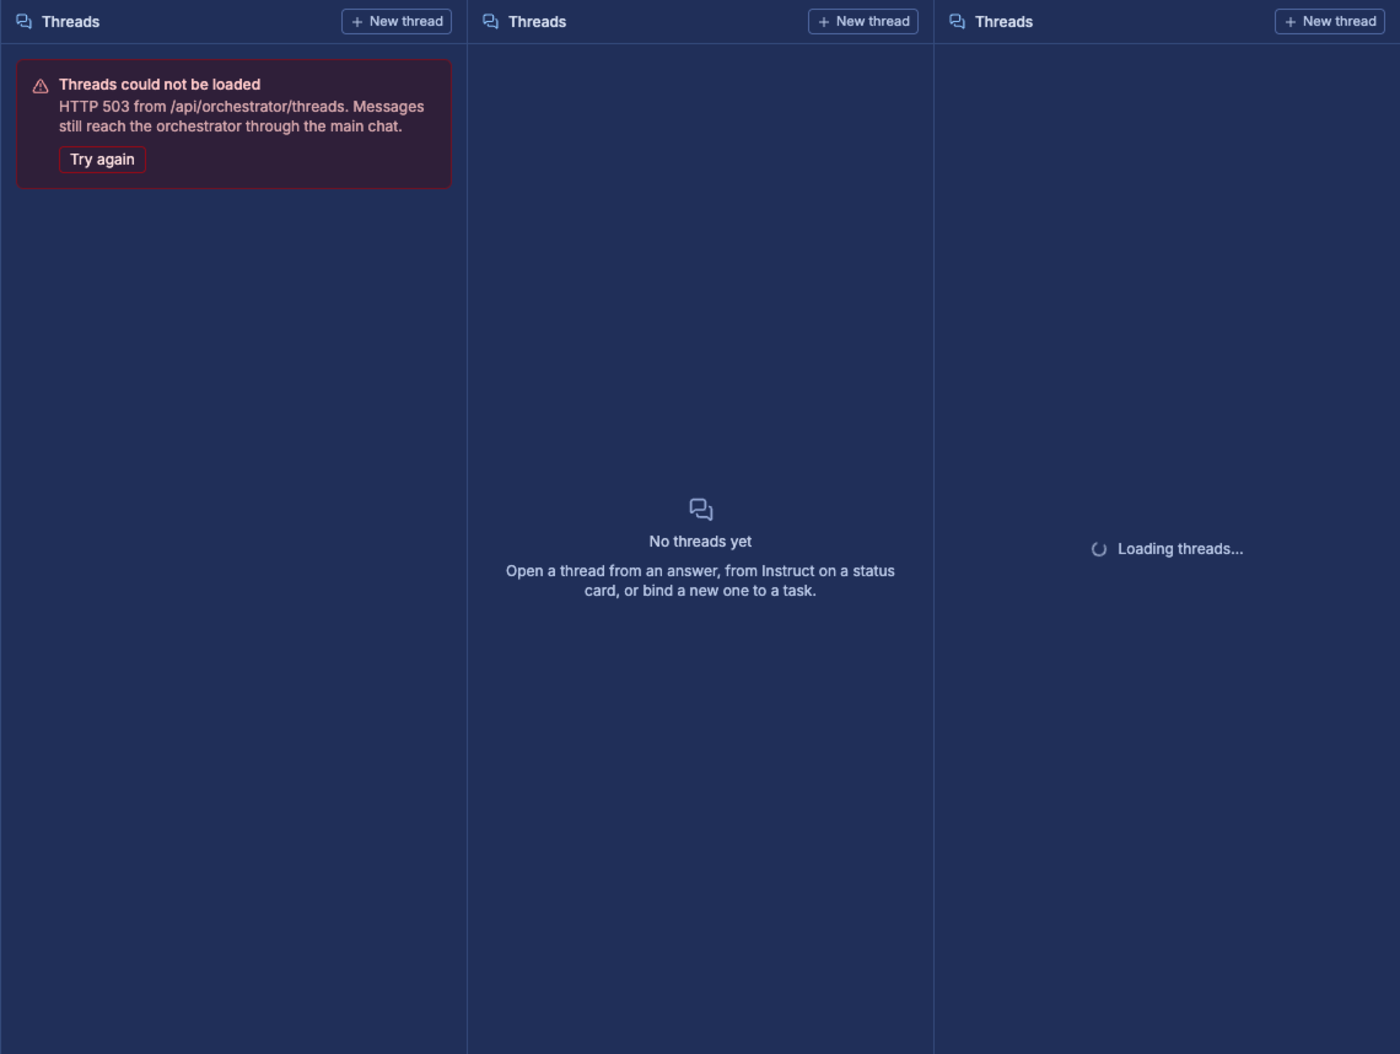 Threads
+ New thread
Threads could not be loaded
HTTP 503 from /api/orchestrator/threads. Messages
still reach the orchestrator through the main chat.
Try again
Threads
+ New thread
No threads yet
Open a thread from an answer, from Instruct on a status
card, or bind a new one to a task.
Threads
+ New thread
Loading threads...